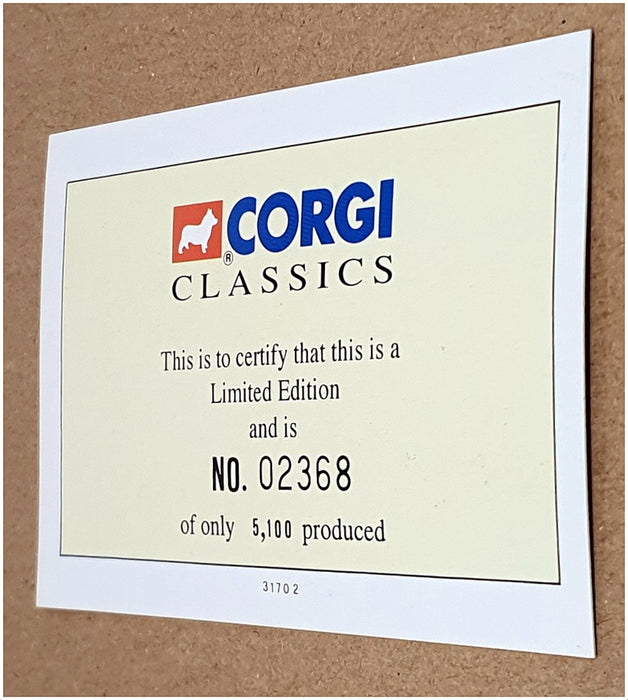 CORGI
®
CLASSICS
This is to certify that this is a
Limited Edition
and is
NO. 02368
of only 5,100 produced
31702